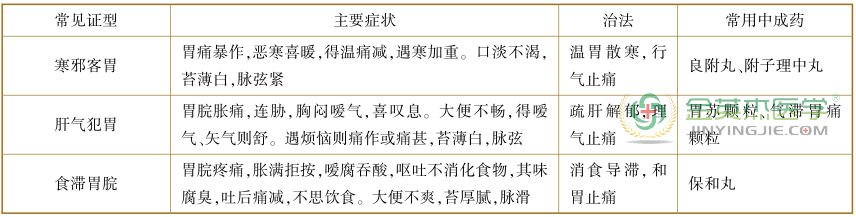 常见证型 主要症状 治法 常用中成药
寒邪客胃 胃痛暴作,恶寒喜暖,得温痛减,遇寒加重。口淡不渴,苔薄白,脉弦紧 温胃散寒,行气止痛 良附丸、附子理中丸
肝气犯胃 胃脘胀痛,连胁,胸闷嗳气,喜叹息。大便不畅,得嗳气、矢气则舒。遇烦恼则痛作或痛甚,苔薄白,脉弦 疏肝解郁,理气止痛 胃苏颗粒、气滞胃痛颗粒
食滞胃脘 胃脘疼痛,胀满拒按,嗳腐吞酸,呕吐不消化食物,其味腐臭,吐后痛减,不思饮食。大便不爽,苔厚腻,脉滑 消食导滞,和胃止痛 保和丸
金英杰医学
JINYINGJIE.COM